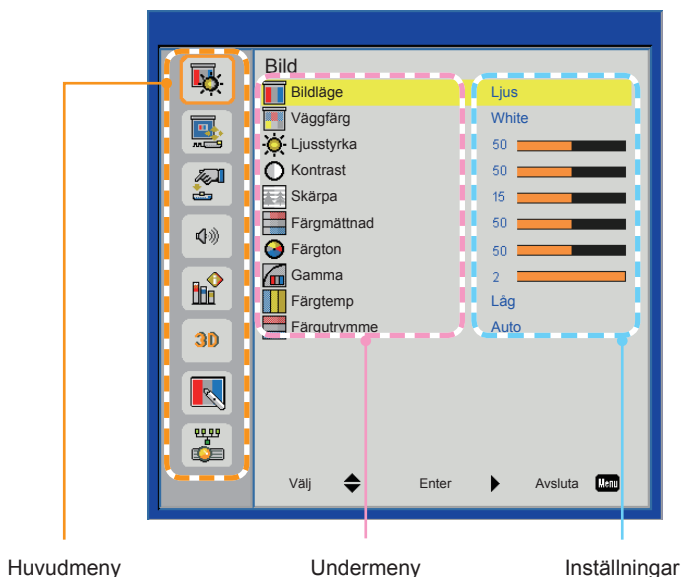 Bild
Bildläge Ljus
Väggfärg White
Ljusstyrka 50
Kontrast 50
Skärpa 15
Färgmättnad 50
Färgton 50
Gamma 2
Färgtemp Låg
Färgutrymme Auto
3D
Välj Enter Avsluta Menu
Huvudmeny Undermeny Inställningar